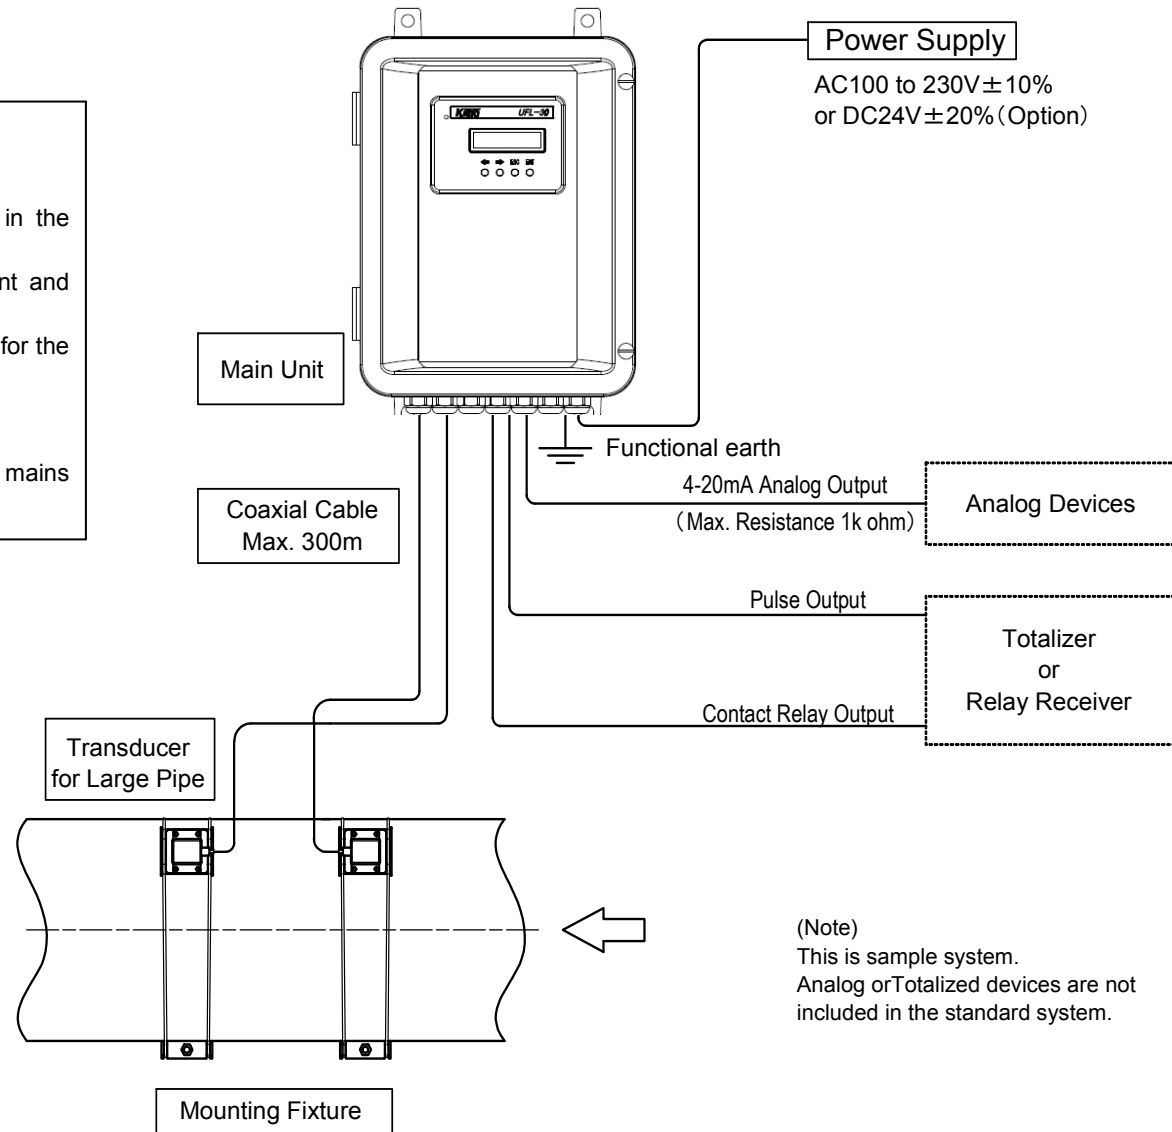 Power Supply
AC100 to 230V±10%
or DC24V±20%(Option)
UFL-30
ESC ENT
in the
nt and
for the
mains
Main Unit
Functional earth
4-20mA Analog Output
(Max. Resistance 1k ohm)
Analog Devices
Coaxial Cable
Max. 300m
Pulse Output
Totalizer
or
Relay Receiver
Contact Relay Output
Transducer
for Large Pipe
(Note)
This is sample system.
Analog orTotalized devices are not
included in the standard system.
Mounting Fixture